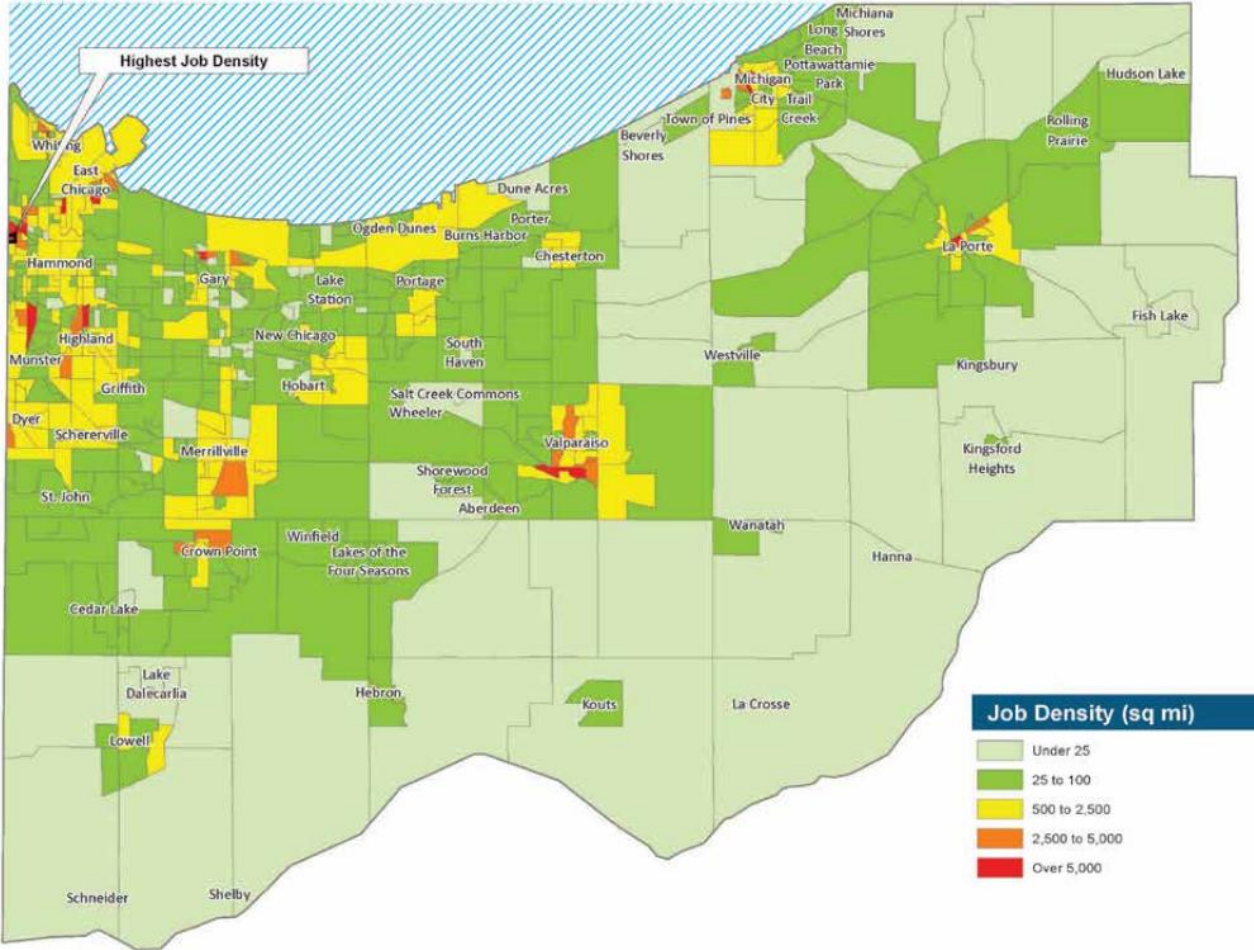 Highest Job Density
Michiana
Long Shores
Beach
Pottawattamie
Park
Hudson Lake
Michigan
City
Trail
Creek
Town of Pines
Rolling
Prairie
Beverly
Shores
Whiting
East
Chicago
Dune Acres
Porter
Ogden Dunes
Burns Harbor
Chesterton
La Porte
Hammond
Gary
Lake
Station
Portage
Fish Lake
New Chicago
Highland
South
Haven
Westville
Munster
Kingsbury
Griffith
Hobart
Salt Creek Commons
Wheeler
Dyer
Schererville
Merrillville
Valparaiso
Kingsford
Heights
Shorewood
Forest
St. John
Aberdeen
Wanatah
Winfield
Crown Point
Lakes of the
Four Seasons
Hanna
Cedar Lake
Lake
Dalecarlia
Hebron
Kouts
La Crosse
Lowell
Schneider
Shelby
Job Density (sq mi)
Under 25
25 to 100
500 to 2,500
2,500 to 5,000
Over 5,000